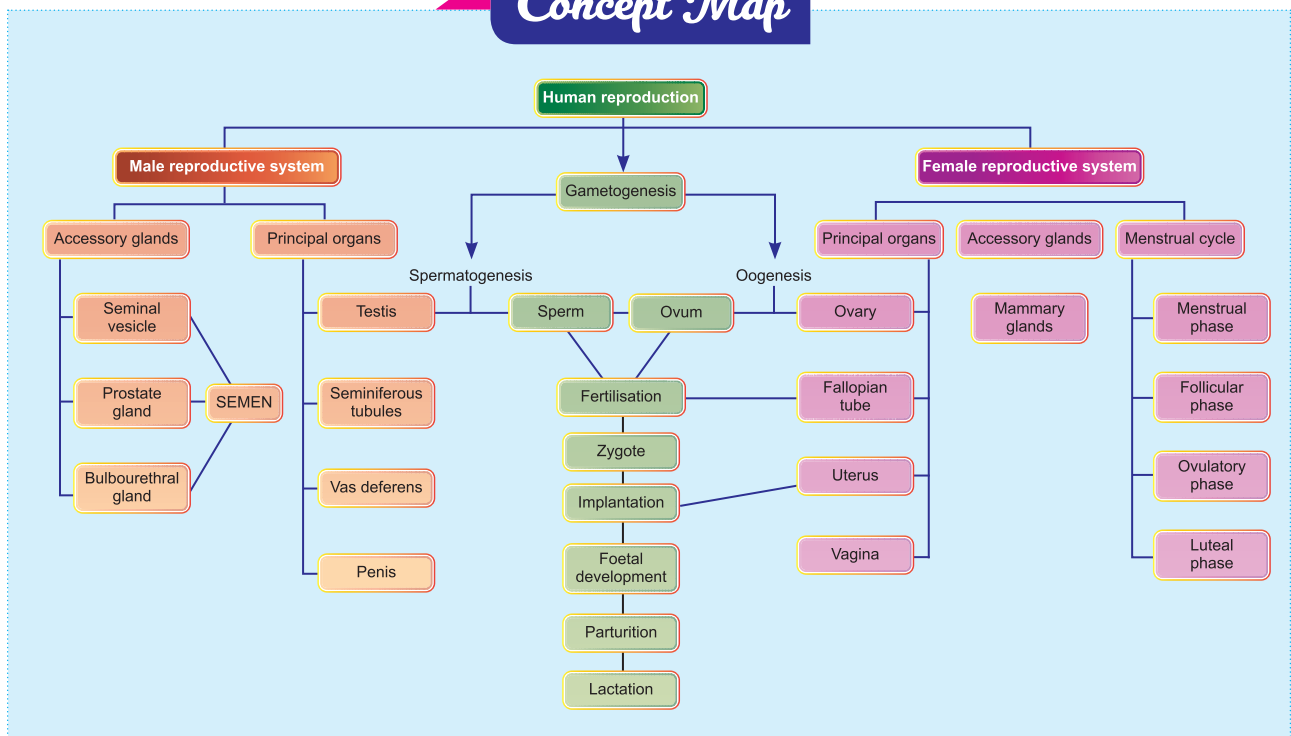 Concept Map
Human reproduction
Male reproductive system
Female reproductive system
Gametogenesis
Accessory glands
Principal organs
Principal organs
Accessory glands
Menstrual cycle
Spermatogenesis
Oogenesis
Seminal
vesicle
Testis
Sperm
Ovum
Ovary
Mammary
glands
Menstrual
phase
Prostate
gland
SEMEN
Seminiferous
tubules
Fertilisation
Fallopian
tube
Follicular
phase
Zygote
Bulbourethral
gland
Vas deferens
Implantation
Uterus
Ovulatory
phase
Penis
Foetal
development
Vagina
Luteal
phase
Parturition
Lactation